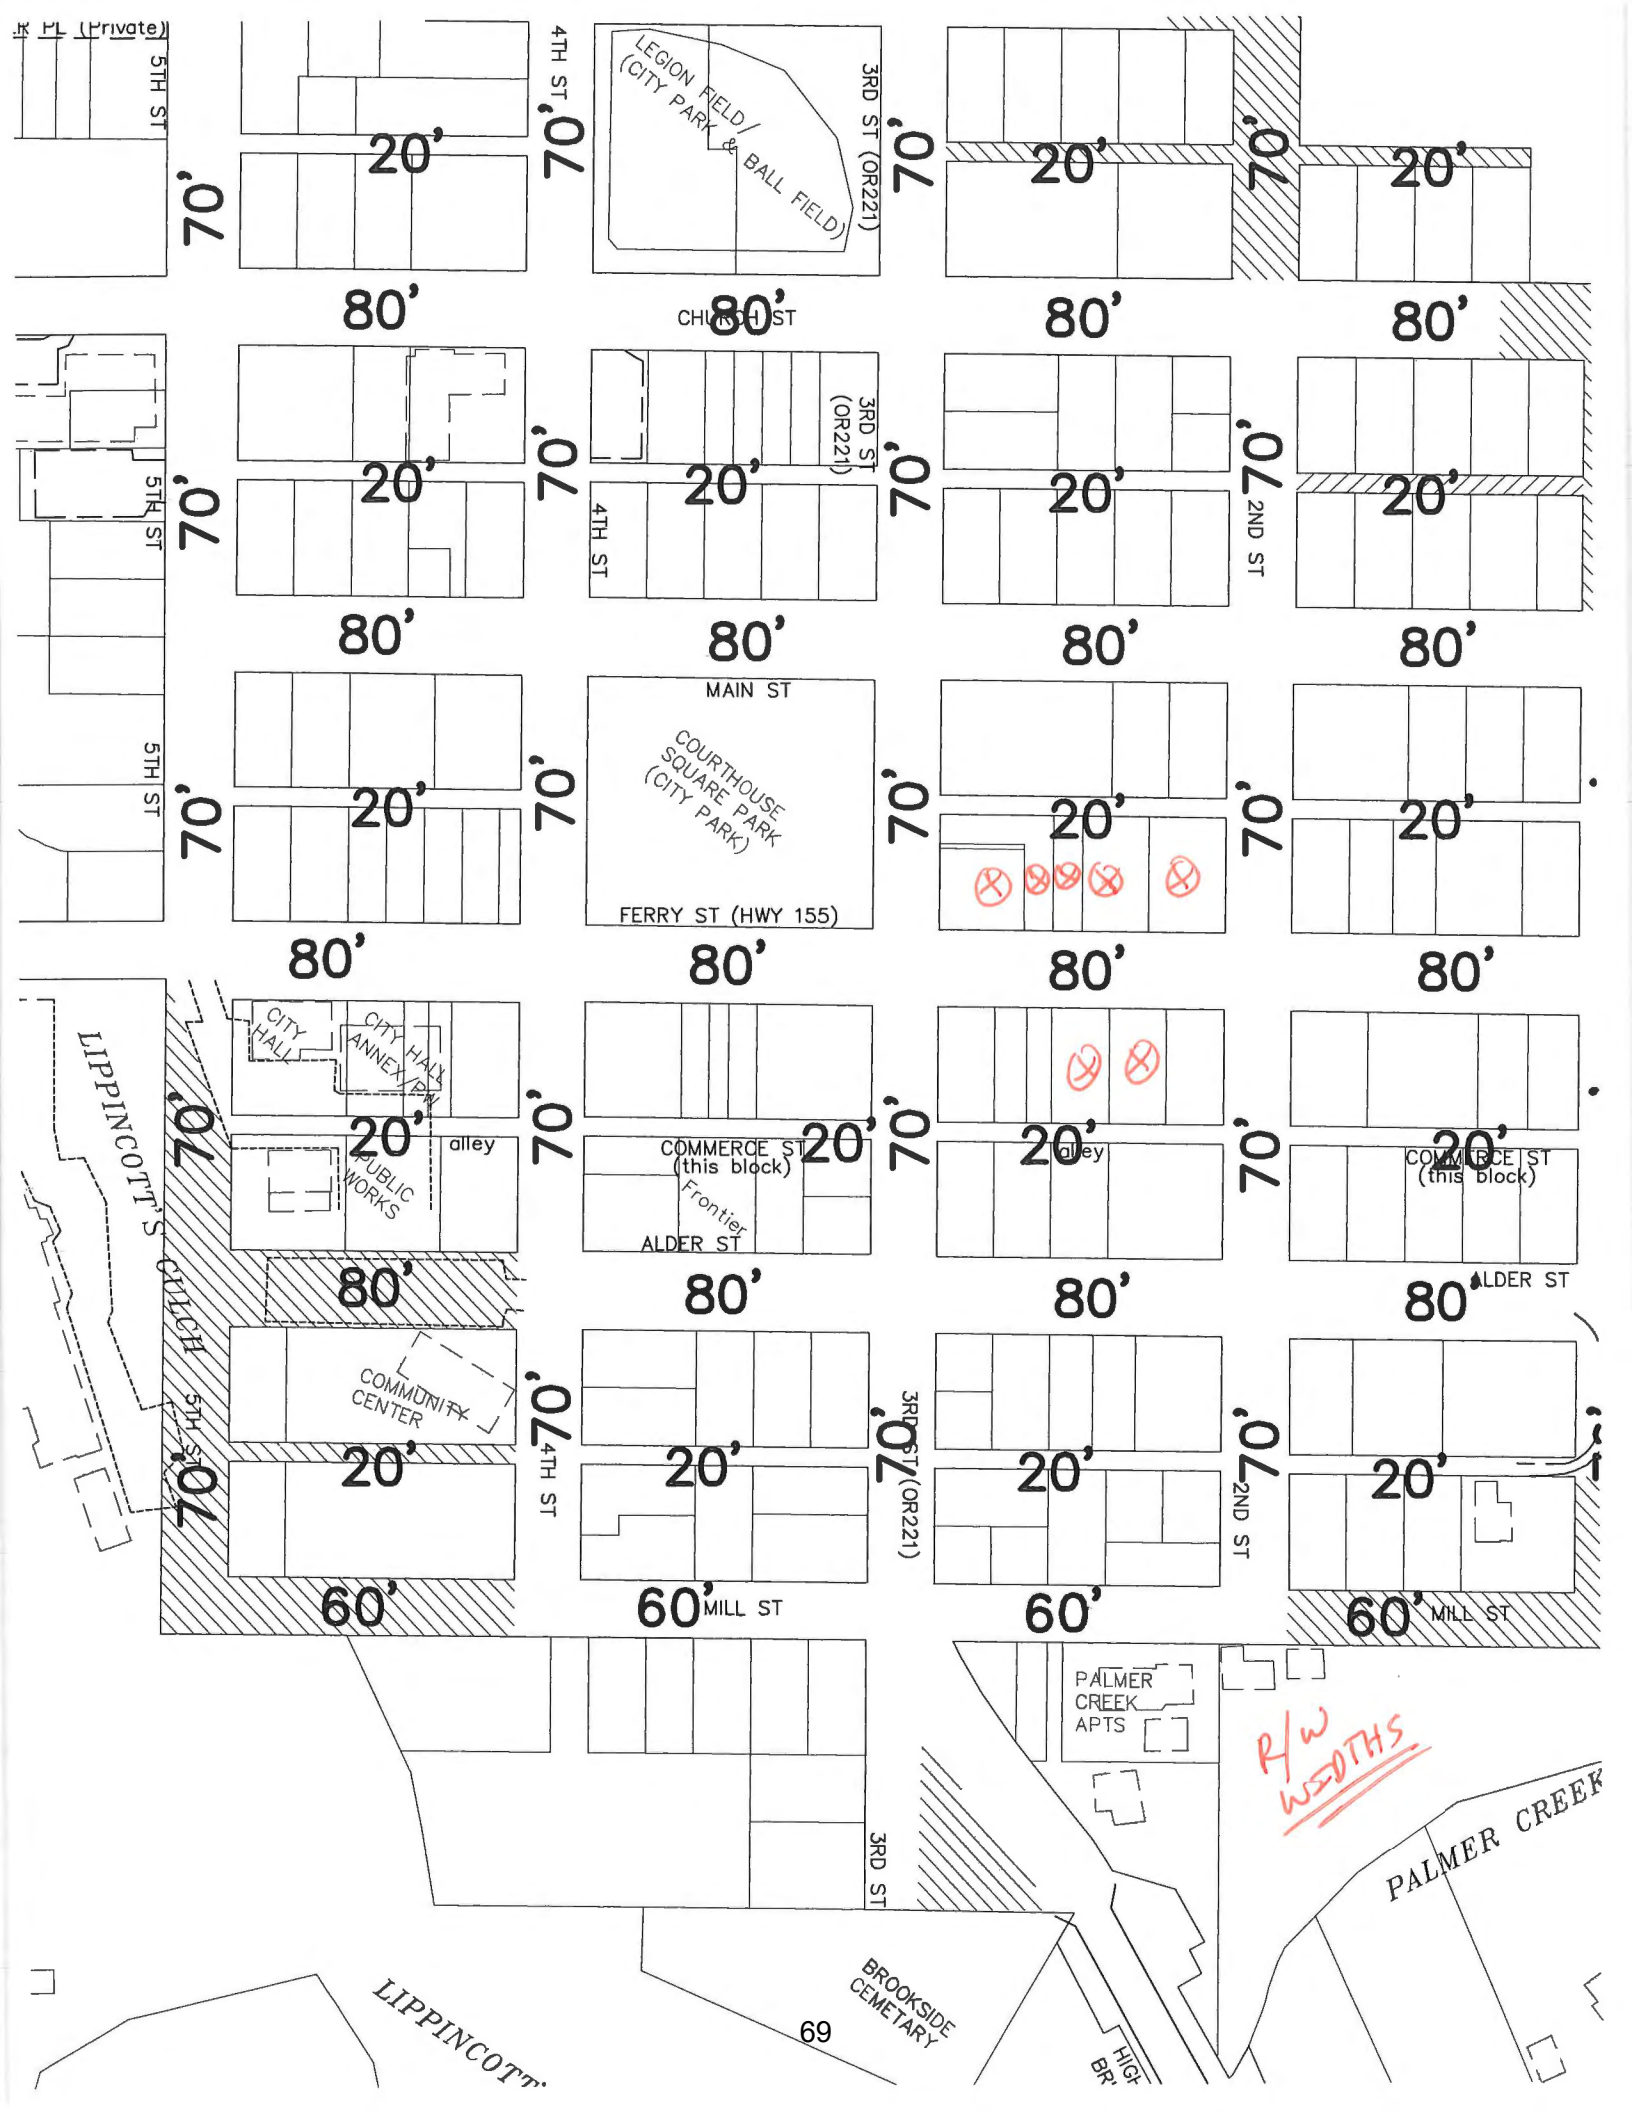 R PL (Private)
5TH ST
4TH ST
LEGION FIELD/
(CITY PARK & BALL FIELD)
3RD ST (OR221)
70'
20'
70'
70'
20'
70'
20'
80'
80'
CHURCH ST
80'
80'
5TH ST
70'
20'
70'
4TH ST
20'
3RD ST
(OR221)
70'
20'
70'
2ND ST
20'
80'
80'
80'
80'
MAIN ST
5TH ST
70'
20'
70'
COURTHOUSE
SQUARE PARK
(CITY PARK)
70'
20'
70'
20'
FERRY ST (HWY 155)
80'
80'
80'
80'
LIPPINCOTT'S GULCH
CITY
HALL
CITY HALL
ANNEX/PW
70'
20'
alley
70'
COMMERCE ST
(this block)
20'
70'
20'
alley
70'
20'
COMMERCE ST
(this block)
PUBLIC
WORKS
Frontier
ALDER ST
80'
80'
80'
80'
ALDER ST
COMMUNITY
CENTER
5TH ST
70'
20'
70'
4TH ST
20'
70'
3RD ST (OR221)
20'
70'
2ND ST
20'
60'
60'
MILL ST
60'
60'
MILL ST
PALMER
CREEK
APTS
R/W
WIDTHS
PALMER CREEK
3RD ST
BROOKSIDE
CEMETARY
LIPPINCOTT'
69
HIGH
BR'